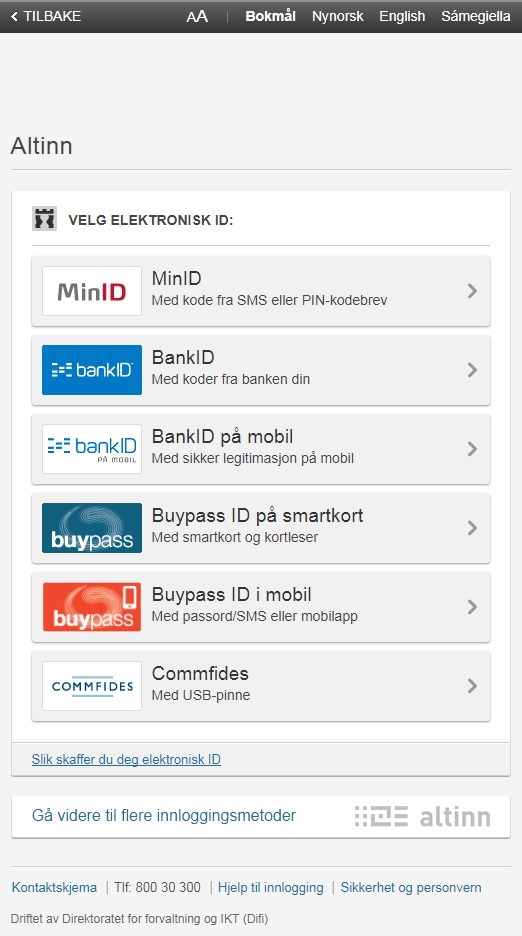 TILBAKE AA Bokmål Nynorsk English Sámegiella
Altinn
VELG ELEKTRONISK ID:
MinID
MinID
Med kode fra SMS eller PIN-kodebrev
bankID
BankID
Med koder fra banken din
bankID
PÅ MOBIL
BankID på mobil
Med sikker legitimasjon på mobil
buypass
Buypass ID på smartkort
Med smartkort og kortleser
buypass
Buypass ID i mobil
Med passord/SMS eller mobilapp
COMMFIDES
Commfides
Med USB-pinne
Slik skaffer du deg elektronisk ID
Gå videre til flere innloggingsmetoder altinn
Kontaktskjema | Tlf: 800 30 300 | Hjelp til innlogging | Sikkerhet og personvern
Driftet av Direktoratet for forvaltning og IKT (Difi)